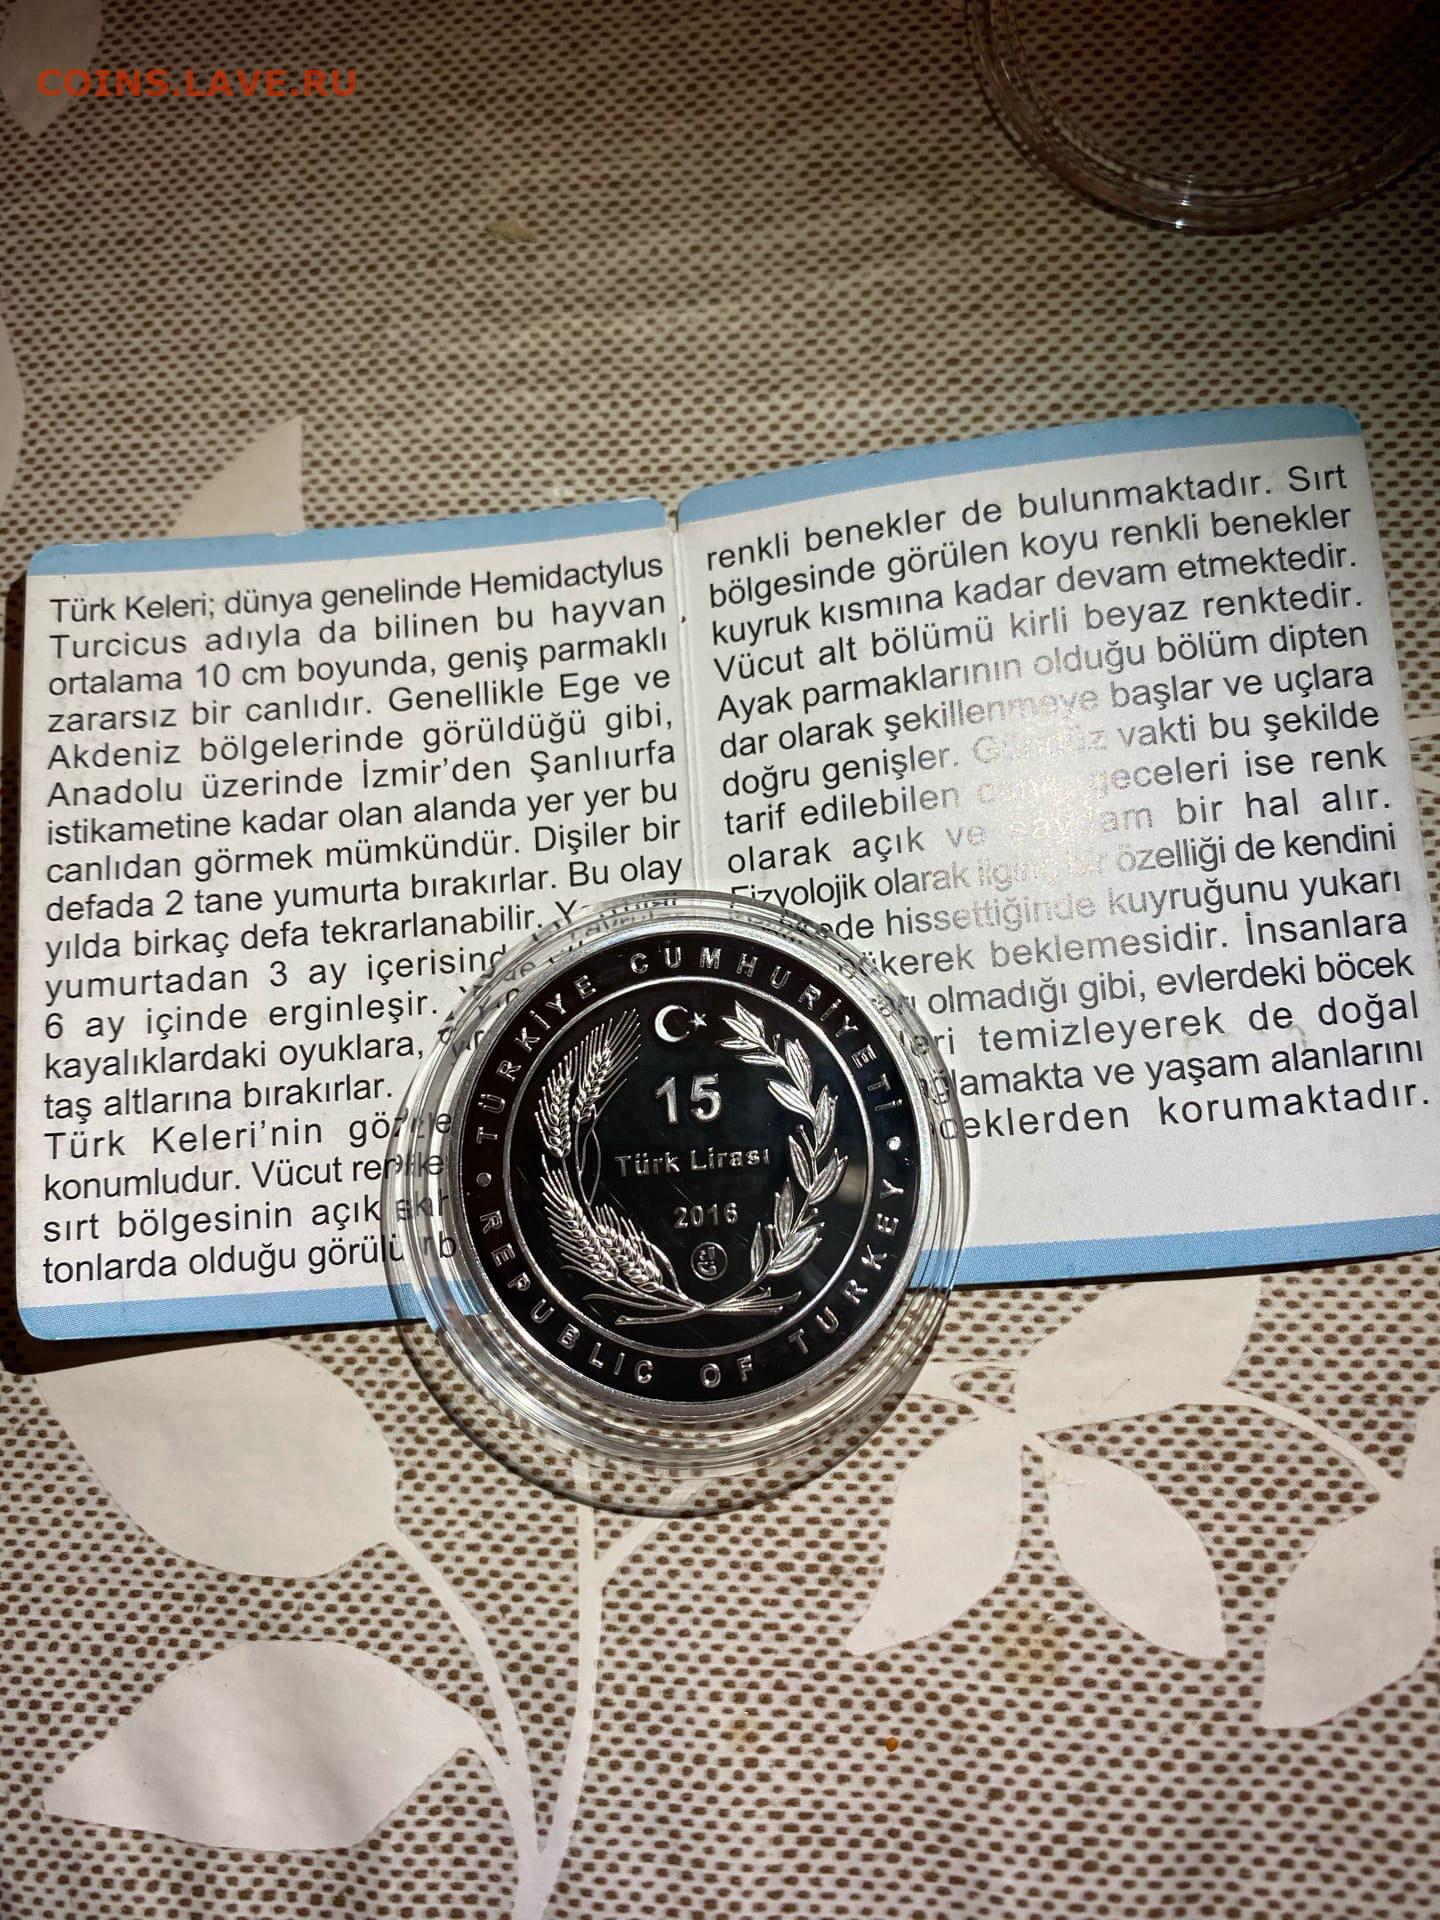 COINS.LAVE.RU
Türk Keleri; dünya genelinde Hemidactylus
Turcicus adıyla da bilinen bu hayvan
ortalama 10 cm boyunda, geniş parmaklı
zararsız bir canlıdır. Genellikle Ege ve
Akdeniz bölgelerinde görüldüğü gibi,
Anadolu üzerinde İzmir'den Şanlıurfa
istikametine kadar olan alanda yer yer bu
canlıdan görmek mümkündür. Dişiler bir
defada 2 tane yumurta bırakırlar. Bu olay
yılda birkaç defa tekrarlanabilir.
yumurtadan 3 ay içerisinde
6 ay içinde erginleşir.
kayalıklardaki oyuklara,
taş altlarına bırakırlar.
Türk Keleri'nin
konumludur. Vücut
sırt bölgesinin açık
tonlarda olduğu
renkli benekler de bulunmaktadır. Sırt
bölgesinde görülen koyu renkli benekler
kuyruk kısmına kadar devam etmektedir.
Vücut alt bölümü kirli beyaz renktedir.
Ayak parmaklarının olduğu bölüm dipten
dar olarak şekillenmeye başlar ve uçlara
doğru genişler. Gündüz vakti bu şekilde
tarif edilebilen canlı geceleri ise renk
olarak açık ve saydam bir hal alır.
Fizyolojik olarak ilginç bir özelliği de kendini
hissettiğinde kuyruğunu yukarı
beklemesidir. İnsanlara
olmadığı gibi, evlerdeki böcek
temizleyerek de doğal
ve yaşam alanlarını
korumaktadır.
TÜRKİYE CUMHURİYETİ
15
Türk Lirası
2016
REPUBLIC OF TURKEY